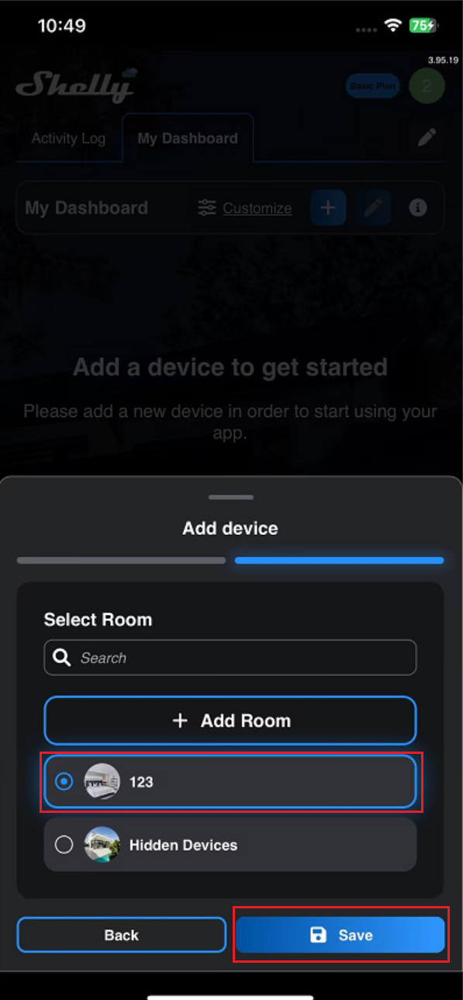 10:49
75
3.95.19
Shelly
Basic Plan
2
Activity Log
My Dashboard
My Dashboard
Customize
Add a device to get started
Please add a new device in order to start using your
app.
Add device
Select Room
Search
+ Add Room
123
Hidden Devices
Back
Save